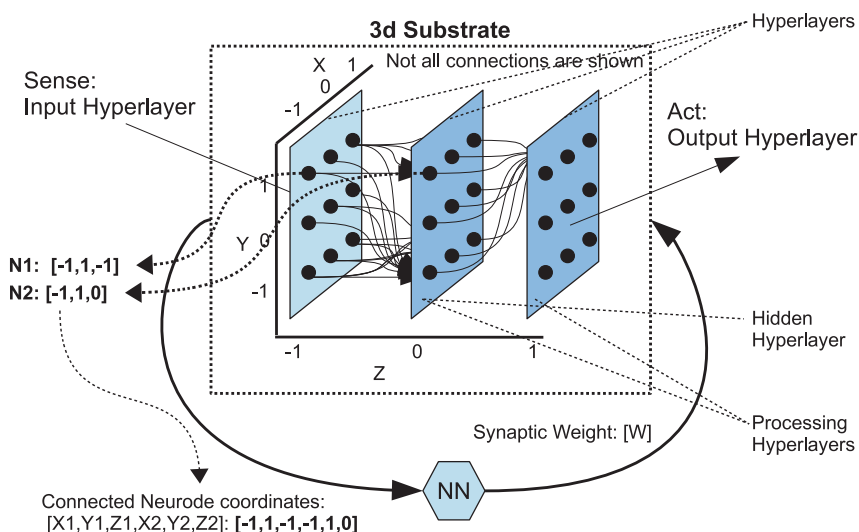 3d Substrate
Hyperlayers
Not all connections are shown
X
1
0
-1
Sense:
Input Hyperlayer
Act:
Output Hyperlayer
1
Y
0
-1
N1: [-1,1,-1]
N2: [-1,1,0]
-1
0
1
Z
Hidden
Hyperlayer
Processing
Hyperlayers
Synaptic Weight: [W]
NN
Connected Neurode coordinates:
[X1,Y1,Z1,X2,Y2,Z2]: [-1,1,-1,-1,1,0]